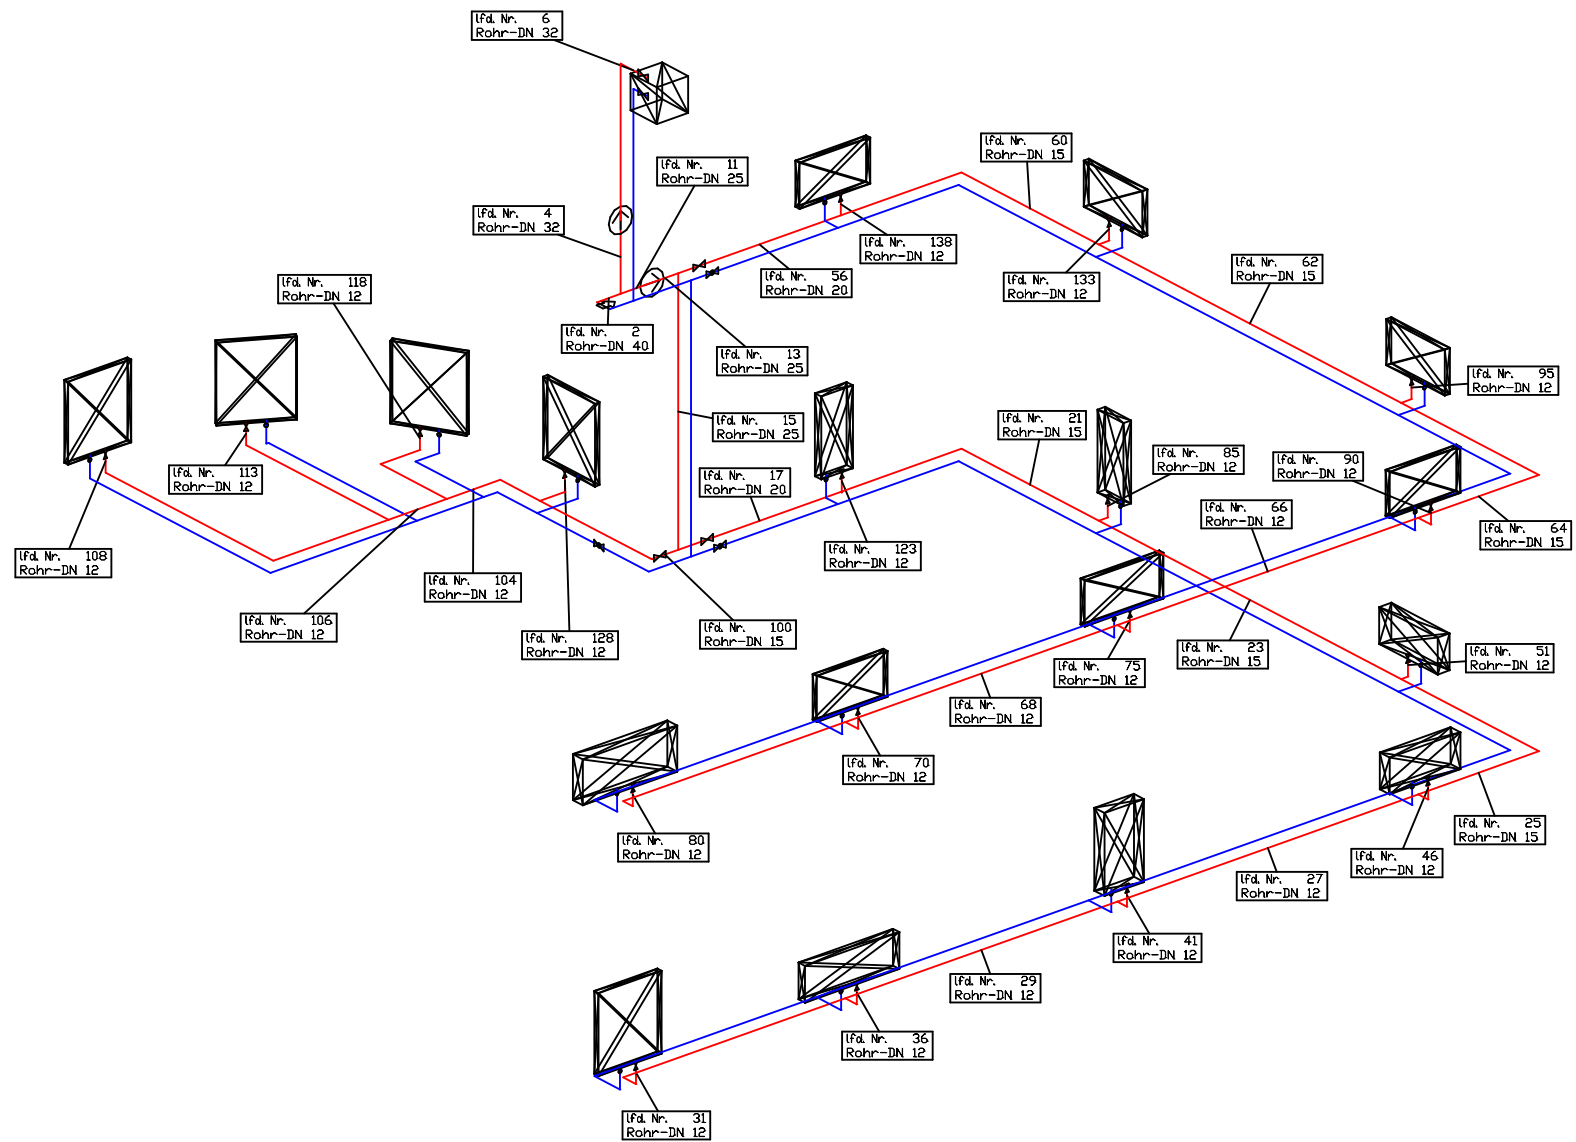 lfd. Nr. 6
Rohr-DN 32
lfd. Nr. 60
Rohr-DN 15
lfd. Nr. 11
Rohr-DN 25
lfd. Nr. 4
Rohr-DN 32
lfd. Nr. 138
Rohr-DN 12
lfd. Nr. 62
Rohr-DN 15
lfd. Nr. 118
Rohr-DN 12
lfd. Nr. 56
Rohr-DN 20
lfd. Nr. 133
Rohr-DN 12
lfd. Nr. 2
Rohr-DN 40
lfd. Nr. 13
Rohr-DN 25
lfd. Nr. 95
Rohr-DN 12
lfd. Nr. 15
Rohr-DN 25
lfd. Nr. 21
Rohr-DN 15
lfd. Nr. 85
Rohr-DN 12
lfd. Nr. 90
Rohr-DN 12
lfd. Nr. 113
Rohr-DN 12
lfd. Nr. 17
Rohr-DN 20
lfd. Nr. 66
Rohr-DN 12
lfd. Nr. 64
Rohr-DN 15
lfd. Nr. 108
Rohr-DN 12
lfd. Nr. 123
Rohr-DN 12
lfd. Nr. 104
Rohr-DN 12
lfd. Nr. 106
Rohr-DN 12
lfd. Nr. 128
Rohr-DN 12
lfd. Nr. 100
Rohr-DN 15
lfd. Nr. 23
Rohr-DN 15
lfd. Nr. 51
Rohr-DN 12
lfd. Nr. 75
Rohr-DN 12
lfd. Nr. 68
Rohr-DN 12
lfd. Nr. 70
Rohr-DN 12
lfd. Nr. 80
Rohr-DN 12
lfd. Nr. 25
Rohr-DN 15
lfd. Nr. 46
Rohr-DN 12
lfd. Nr. 27
Rohr-DN 12
lfd. Nr. 41
Rohr-DN 12
lfd. Nr. 29
Rohr-DN 12
lfd. Nr. 36
Rohr-DN 12
lfd. Nr. 31
Rohr-DN 12